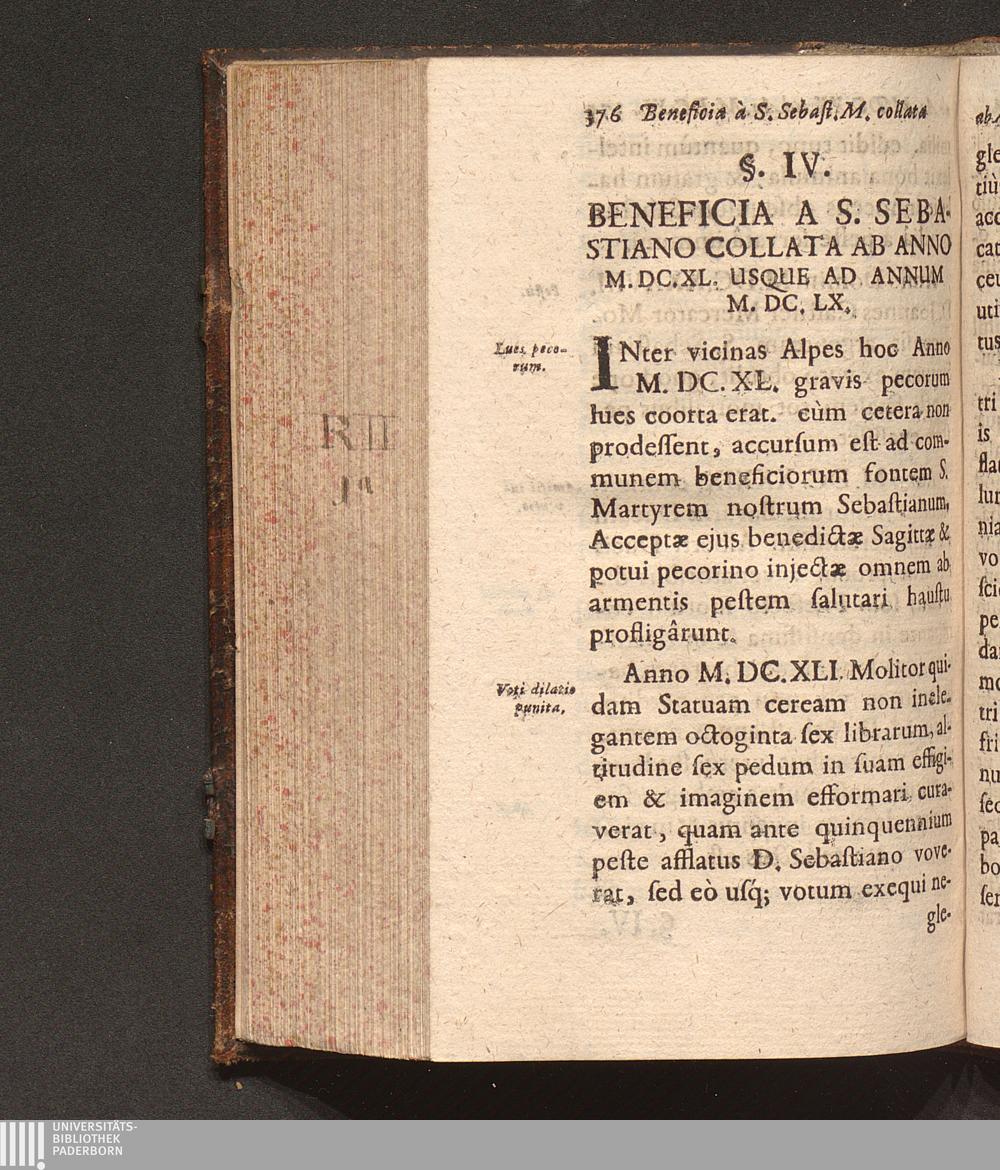 376 Beneficia à S. Sebaſt. M. collata
§. IV.
BENEFICIA A S. SEBA-
STIANO COLLATA AB ANNO
M. DC. XL. USQUE AD ANNUM
M. DC. LX.
Lues peco-
rum.
INter vicinas Alpes hoc Anno
M. DC. XL. gravis pecorum
lues coorta erat. cùm cetera non
prodeſſent, accurſum eſt ad com-
munem beneficiorum fontem S.
Martyrem noſtrum Sebaſtianum,
Acceptæ ejus benedictæ Sagittæ &
potui pecorino injectæ omnem ab
armentis peſtem ſalutari hauſtu
profligârunt.
Voti dilatio
punita.
Anno M. DC. XLI. Molitor qui-
dam Statuam ceream non inele-
gantem octoginta ſex librarum, al-
titudine ſex pedum in ſuam effigi-
em & imaginem efformari cura-
verat, quam ante quinquennium
peſte afflatus D. Sebaſtiano vove-
rat, ſed eò uſq́; votum exequi ne-
gle-
R II
UNIVERSITÄTS-
BIBLIOTHEK
PADERBORN